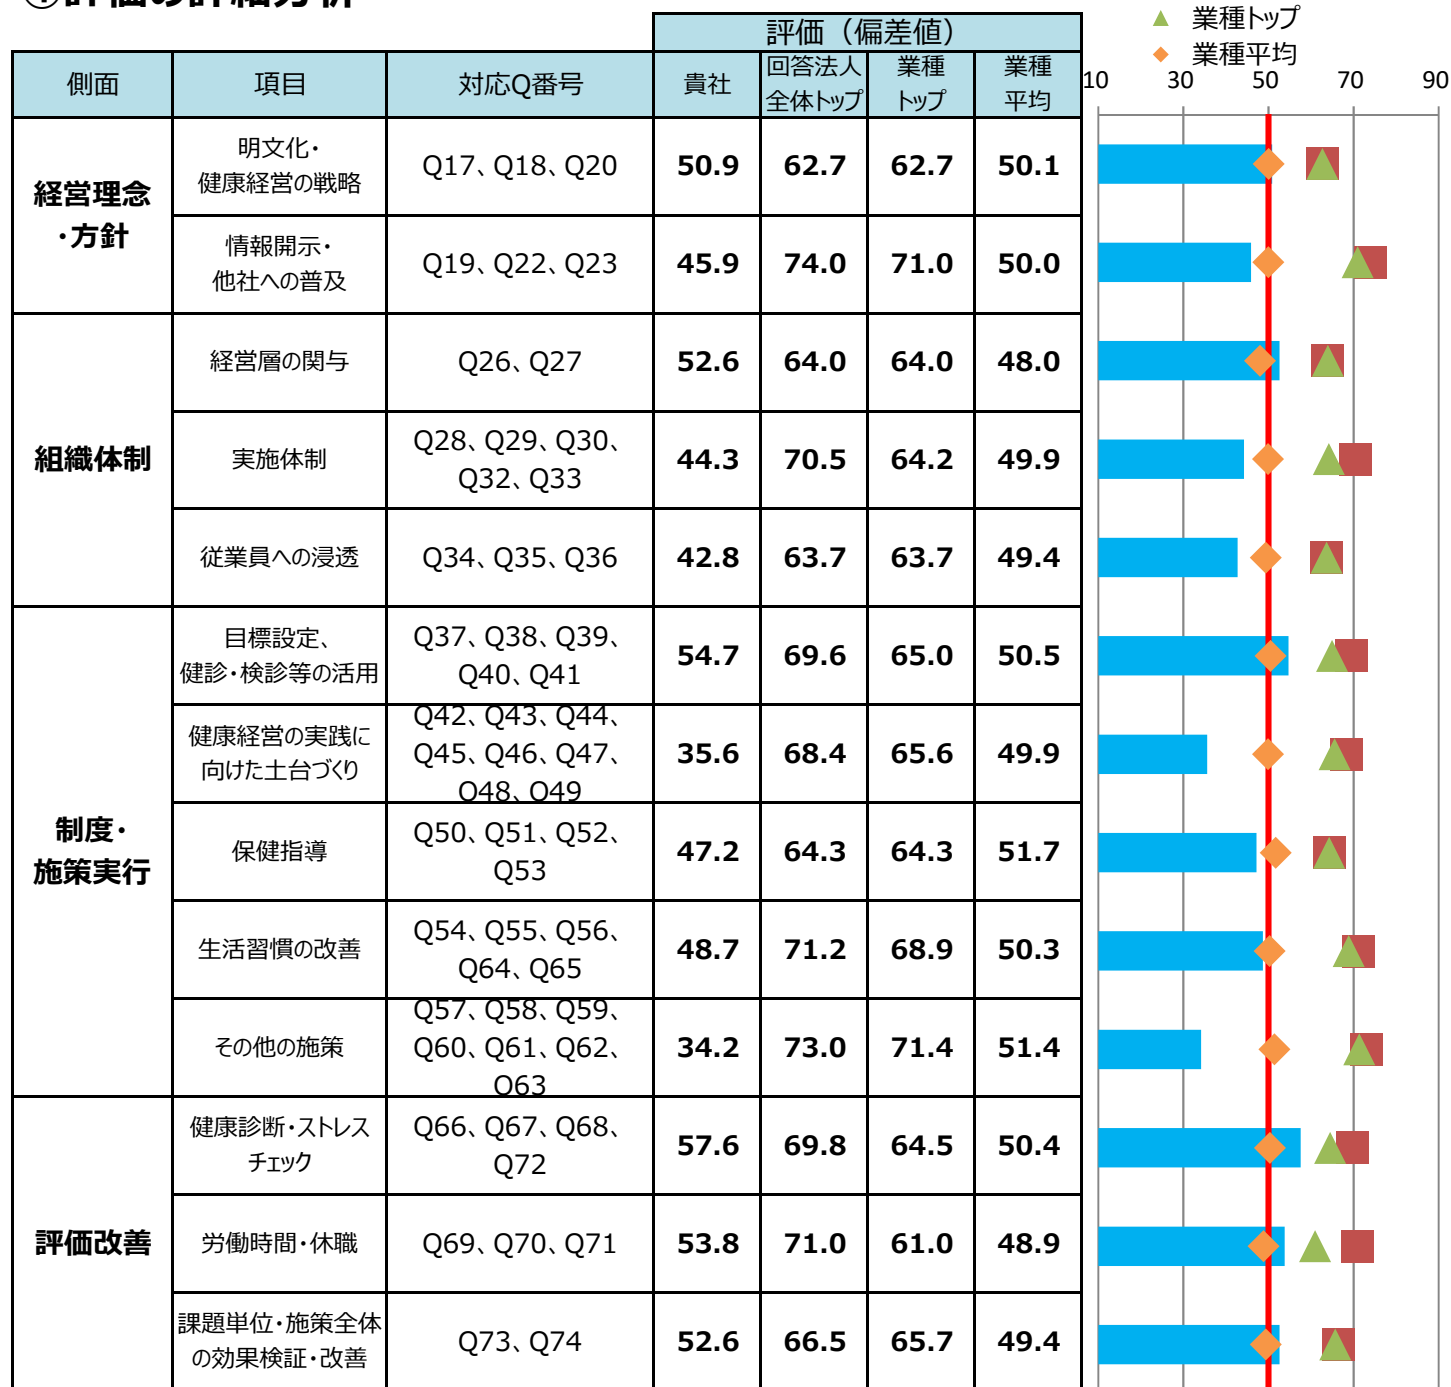 ①評価の詳細分析
▲ 業種トップ
◆ 業種平均
評価（偏差値）
側面 項目 対応Q番号 貴社 回答法人 業種 業種
全体トップ トップ 平均
10 30 50 70 90
経営理念
・方針
明文化・
健康経営の戦略
Q17、Q18、Q20 50.9 62.7 62.7 50.1
情報開示・
他社への普及
Q19、Q22、Q23 45.9 74.0 71.0 50.0
組織体制
経営層の関与 Q26、Q27 52.6 64.0 64.0 48.0
実施体制
Q28、Q29、Q30、
Q32、Q33
44.3 70.5 64.2 49.9
従業員への浸透 Q34、Q35、Q36 42.8 63.7 63.7 49.4
制度・
施策実行
目標設定、
健診・検診等の活用
Q37、Q38、Q39、
Q40、Q41
54.7 69.6 65.0 50.5
健康経営の実践に
向けた土台づくり
Q42、Q43、Q44、
Q45、Q46、Q47、
Q48、Q49
35.6 68.4 65.6 49.9
保健指導
Q50、Q51、Q52、
Q53
47.2 64.3 64.3 51.7
生活習慣の改善
Q54、Q55、Q56、
Q64、Q65
48.7 71.2 68.9 50.3
その他の施策
Q57、Q58、Q59、
Q60、Q61、Q62、
Q63
34.2 73.0 71.4 51.4
評価改善
健康診断・ストレス
チェック
Q66、Q67、Q68、
Q72
57.6 69.8 64.5 50.4
労働時間・休職 Q69、Q70、Q71 53.8 71.0 61.0 48.9
課題単位・施策全体
の効果検証・改善
Q73、Q74 52.6 66.5 65.7 49.4